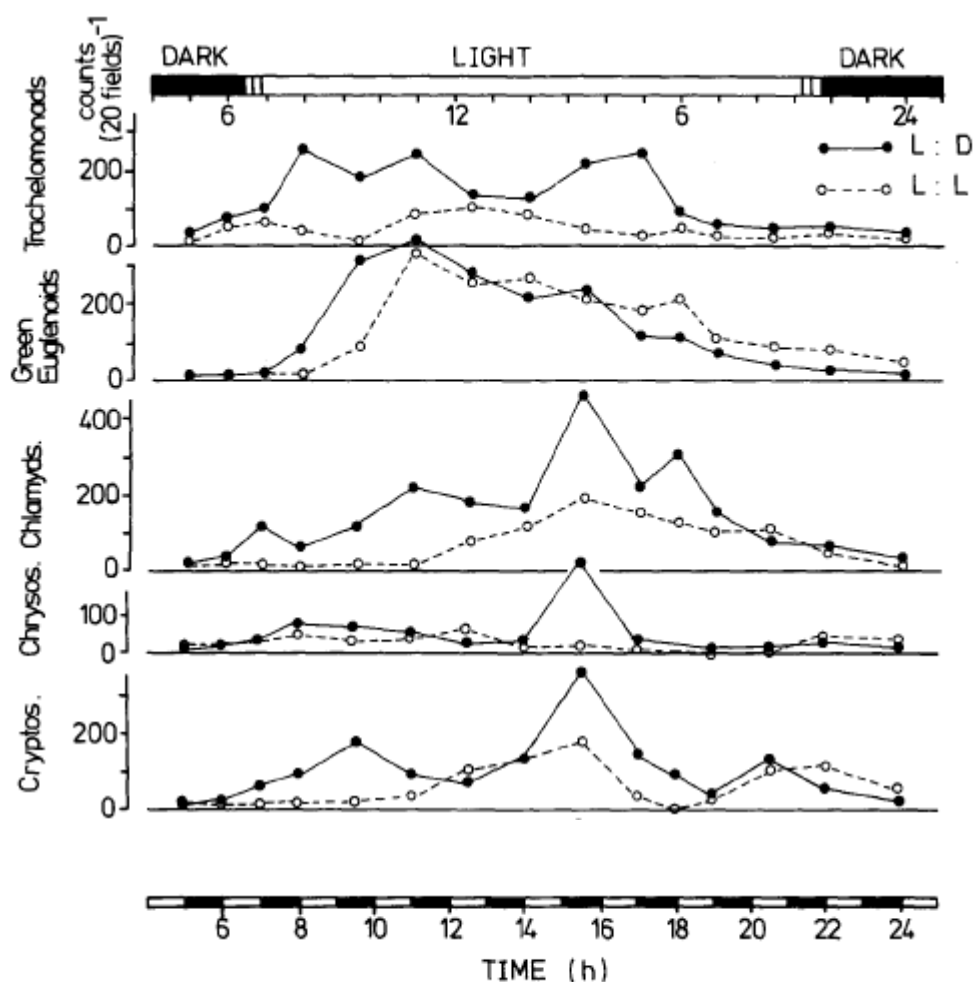 DARK LIGHT DARK
6 12 6 24
counts
(20 fields)⁻¹
Trachelomonads
200
0
L : D
L : L
Green
Euglenoids
200
0
Chlamyds.
400
200
0
Chrysos.
100
0
Cryptos.
200
0
6 8 10 12 14 16 18 20 22 24
TIME (h)